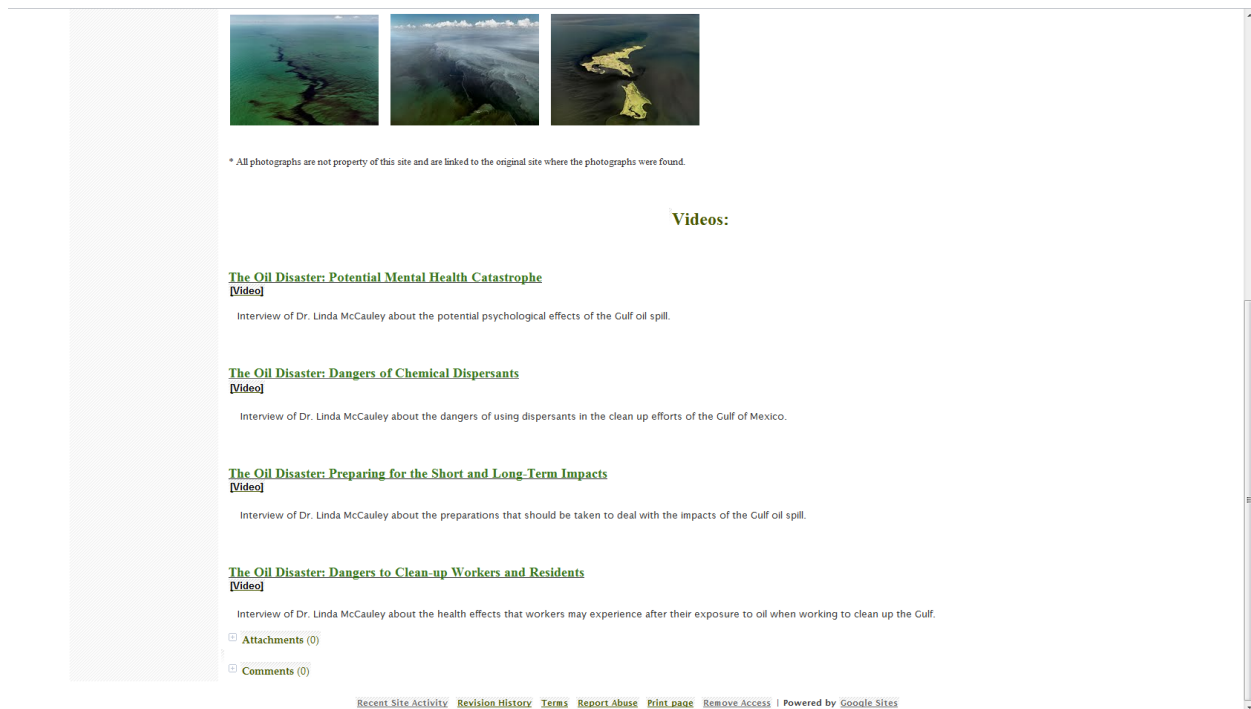 * All photographs are not property of this site and are linked to the original site where the photographs were found.
Videos:
The Oil Disaster: Potential Mental Health Catastrophe
[Video]
Interview of Dr. Linda McCauley about the potential psychological effects of the Gulf oil spill.
The Oil Disaster: Dangers of Chemical Dispersants
[Video]
Interview of Dr. Linda McCauley about the dangers of using dispersants in the clean up efforts of the Gulf of Mexico.
The Oil Disaster: Preparing for the Short and Long-Term Impacts
[Video]
Interview of Dr. Linda McCauley about the preparations that should be taken to deal with the impacts of the Gulf oil spill.
The Oil Disaster: Dangers to Clean-up Workers and Residents
[Video]
Interview of Dr. Linda McCauley about the health effects that workers may experience after their exposure to oil when working to clean up the Gulf.
Attachments (0)
Comments (0)
Recent Site Activity Revision History Terms Report Abuse Print page Remove Access | Powered by Google Sites